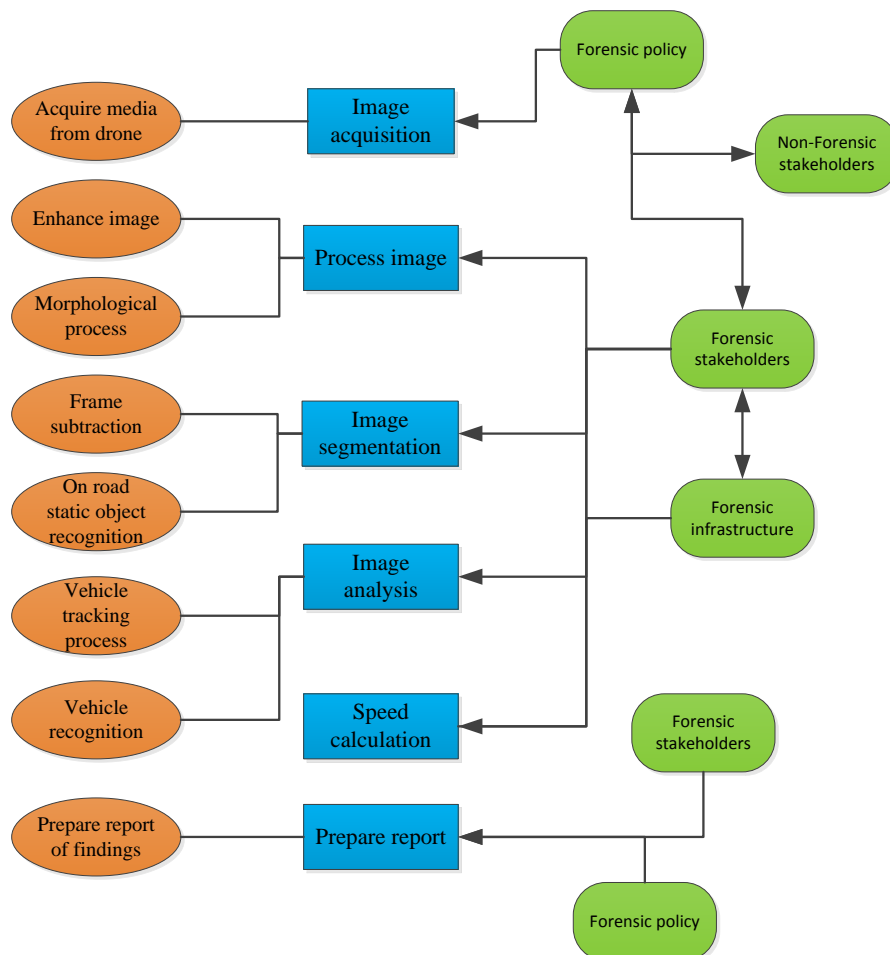 Forensic policy
Acquire media
from drone
Image
acquisition
Non-Forensic
stakeholders
Enhance image
Process image
Morphological
process
Forensic
stakeholders
Frame
subtraction
Image
segmentation
On road
static object
recognition
Forensic
infrastructure
Image
analysis
Vehicle
tracking
process
Vehicle
recognition
Speed
calculation
Forensic
stakeholders
Prepare report
of findings
Prepare report
Forensic policy